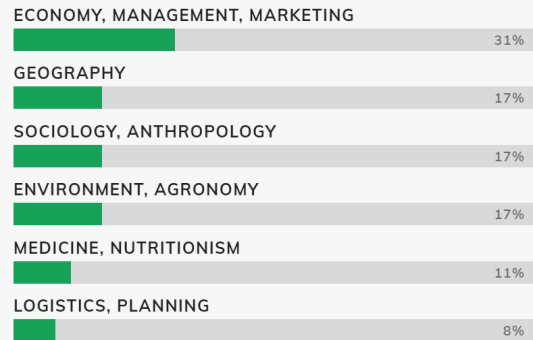 ECONOMY, MANAGEMENT, MARKETING
31%
GEOGRAPHY
17%
SOCIOLOGY, ANTHROPOLOGY
17%
ENVIRONMENT, AGRONOMY
17%
MEDICINE, NUTRITIONISM
11%
LOGISTICS, PLANNING
8%